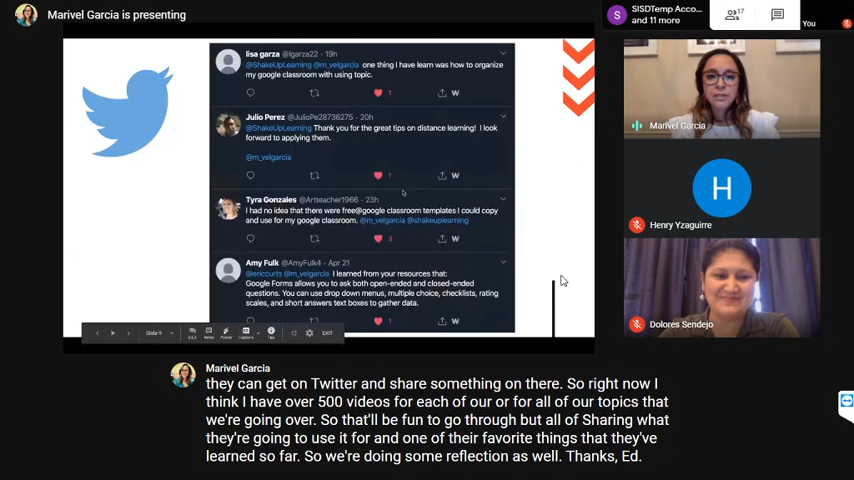 Marivel Garcia is presenting
SISDTemp Acco...
and 11 more
17
You
S
lisa garza @lgarza22 · 19h
@ShakeUpLearning @m_velgarcia one thing I have learn was how to organize
my google classroom with using topic.
1
Julio Perez @JulioPe28736275 · 20h
@ShakeUpLearning Thank you for the great tips on distance learning! I look
forward to applying them.
@m_velgarcia
1
Tyra Gonzales @Artteacher1966 · 23h
I had no idea that there were free@google classroom templates I could copy
and use for my google classroom. @m_velgarcia @shakeuplearning
3
Amy Fulk @AmyFulk4 · Apr 21
@ericcurts @m_velgarcia I learned from your resources that:
Google Forms allows you to ask both open-ended and closed-ended
questions. You can use drop down menus, multiple choice, checklists, rating
scales, and short answers text boxes to gather data.
1
Slide 9
Q&A
Notes
Pointer
Captions
Tips
EXIT
Marivel Garcia
H
Henry Yzaguirre
Dolores Sendejo
Marivel Garcia
they can get on Twitter and share something on there. So right now I
think I have over 500 videos for each of our or for all of our topics that
we're going over. So that'll be fun to go through but all of Sharing what
they're going to use it for and one of their favorite things that they've
learned so far. So we're doing some reflection as well. Thanks, Ed.